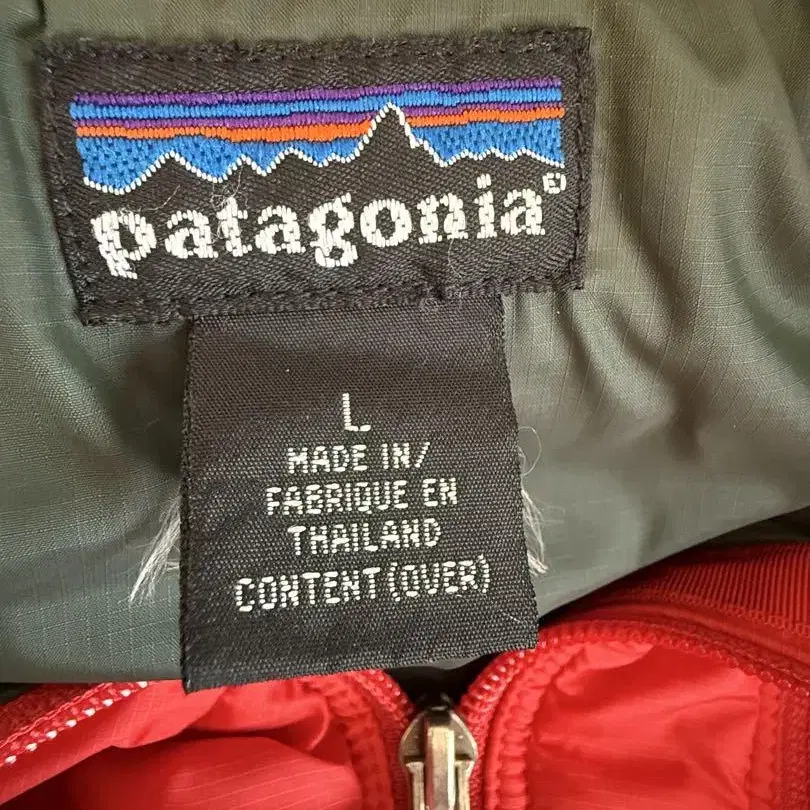 patagonia®
L
MADE IN/
FABRIQUE EN
THAILAND
CONTENT (OVER)